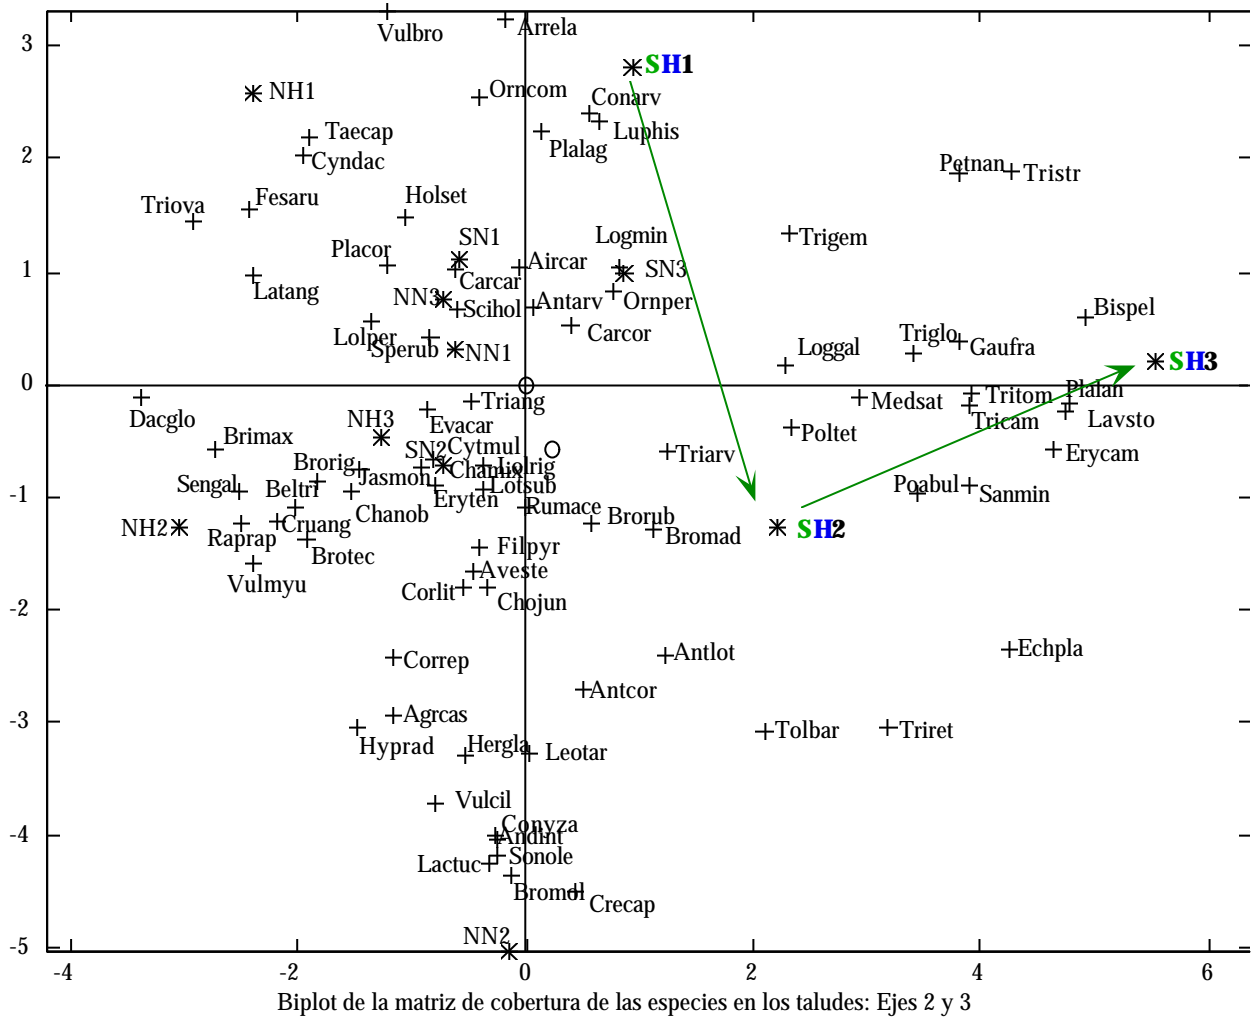 3
Vulbro
Arrela
SH1
NH1
Orncom
Conarv
Luphis
Taecap
Plalag
2
Cyndac
Petnan
Tristr
Fesaru
Holset
Triova
Trigem
SN1
Logmin
Placor
Aircar
SN3
1
Carcar
Latang
NN3
Antarv
Ornper
Bispel
Scihol
Carcor
Lolper
Sperub
NN1
Triglo
Gaufra
Loggal
SH3
0
O
Medsat
Tritom
Plalan
Dacglo
Triang
Evacar
NH3
Tricam
Lavsto
Poltet
Brimax
SN2
Cytmul
O
Triarv
Erycam
Brorig
Jasmon
Chamix
Lolrig
Sengal
Beltri
Eryten
Lotsub
Poabul
Sanmin
-1
Chanob
Rumace
Brorub
NH2
Raprap
Cruang
Bromad
SH2
Brotec
Filpyr
Vulmyu
Aveste
Corlit
Chojun
-2
Correp
Antlot
Echpla
Antcor
Agrcas
-3
Hyprad
Hergla
Leotar
Tolbar
Triret
Vulcil
Conyza
-4
Andint
Lactuc
Sonole
Bromol
Crecap
NN2
-5
-4 -2 0 2 4 6
Biplot de la matriz de cobertura de las especies en los taludes: Ejes 2 y 3